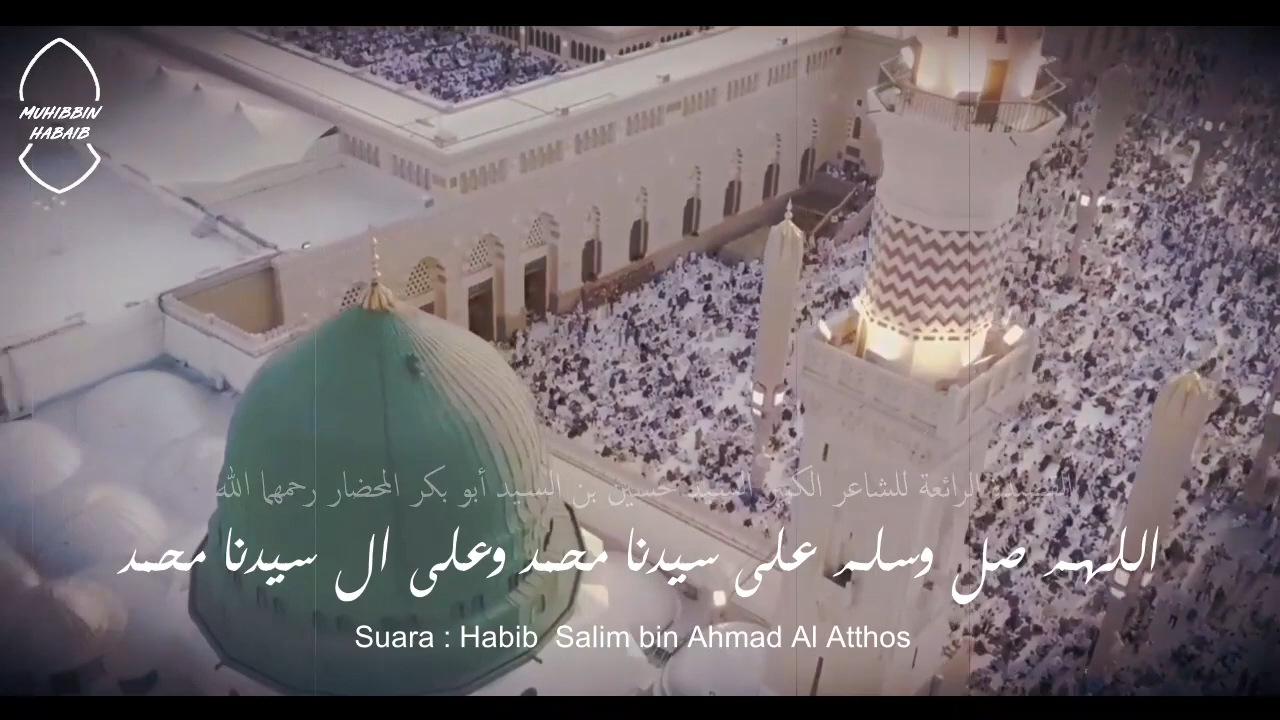 MUHIBBIN
HABAIB
القصيدة الرائعة للشاعر الكبير السيد حسين بن السيد أبو بكر المحضار رحمهما الله
اللهم صل وسلم على سيدنا محمد وعلى ال سيدنا محمد
Suara : Habib Salim bin Ahmad Al Atthos